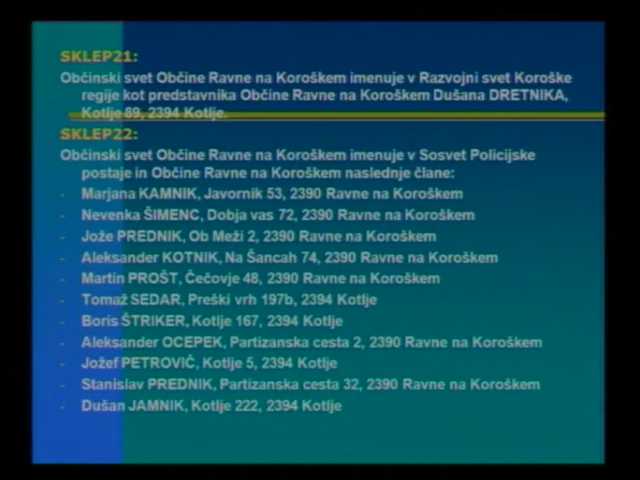 SKLEP21:
Občinski svet Občine Ravne na Koroškem imenuje v Razvojni svet Koroške
regije kot predstavnika Občine Ravne na Koroškem Dušana DRETNIKA,
Kotlje 89, 2394 Kotlje.
SKLEP22:
Občinski svet Občine Ravne na Koroškem imenuje v Sosvet Policijske
postaje in Občine Ravne na Koroškem naslednje člane:
- Marjana KAMNIK, Javornik 53, 2390 Ravne na Koroškem
- Nevenka ŠIMENC, Dobja vas 72, 2390 Ravne na Koroškem
- Jože PREDNIK, Ob Meži 2, 2390 Ravne na Koroškem
- Aleksander KOTNIK, Na Šancah 74, 2390 Ravne na Koroškem
- Martin PROŠT, Čečovje 48, 2390 Ravne na Koroškem
- Tomaž SEDAR, Preški vrh 197b, 2394 Kotlje
- Boris ŠTRIKER, Kotlje 167, 2394 Kotlje
- Aleksander OCEPEK, Partizanska cesta 2, 2390 Ravne na Koroškem
- Jožef PETROVIČ, Kotlje 5, 2394 Kotlje
- Stanislav PREDNIK, Partizanska cesta 32, 2390 Ravne na Koroškem
- Dušan JAMNIK, Kotlje 222, 2394 Kotlje